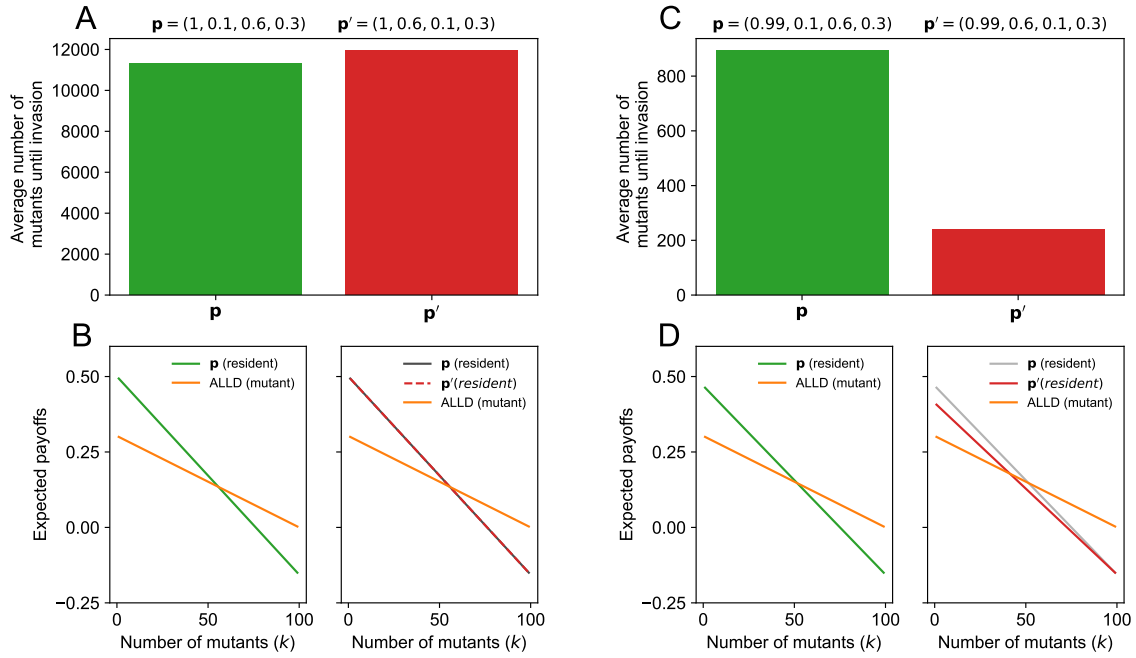 A
p = (1, 0.1, 0.6, 0.3)
p′ = (1, 0.6, 0.1, 0.3)
Average number of
mutants until invasion
12000
10000
8000
6000
4000
2000
0
p
p′
C
p = (0.99, 0.1, 0.6, 0.3)
p′ = (0.99, 0.6, 0.1, 0.3)
Average number of
mutants until invasion
800
600
400
200
0
p
p′
B
Expected payoffs
0.50
0.25
0.00
−0.25
p (resident)
ALLD (mutant)
0 50 100
Number of mutants (k)
p (resident)
p′(resident)
ALLD (mutant)
0 50 100
Number of mutants (k)
D
Expected payoffs
0.50
0.25
0.00
−0.25
p (resident)
ALLD (mutant)
0 50 100
Number of mutants (k)
p (resident)
p′(resident)
ALLD (mutant)
0 50 100
Number of mutants (k)